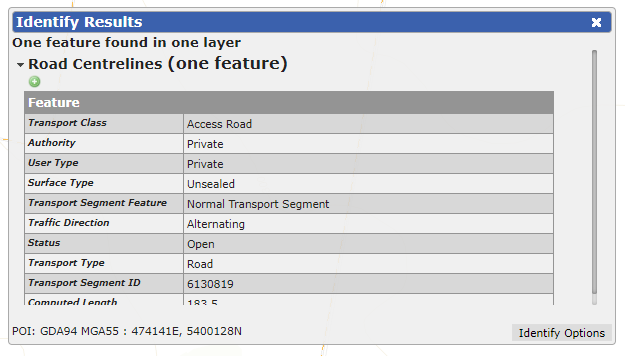 Identify Results
One feature found in one layer
Road Centrelines (one feature)
Feature
Transport Class Access Road
Authority Private
User Type Private
Surface Type Unsealed
Transport Segment Feature Normal Transport Segment
Traffic Direction Alternating
Status Open
Transport Type Road
Transport Segment ID 6130819
Computed Length 183.5
POI: GDA94 MGA55 : 474141E, 5400128N
Identify Options